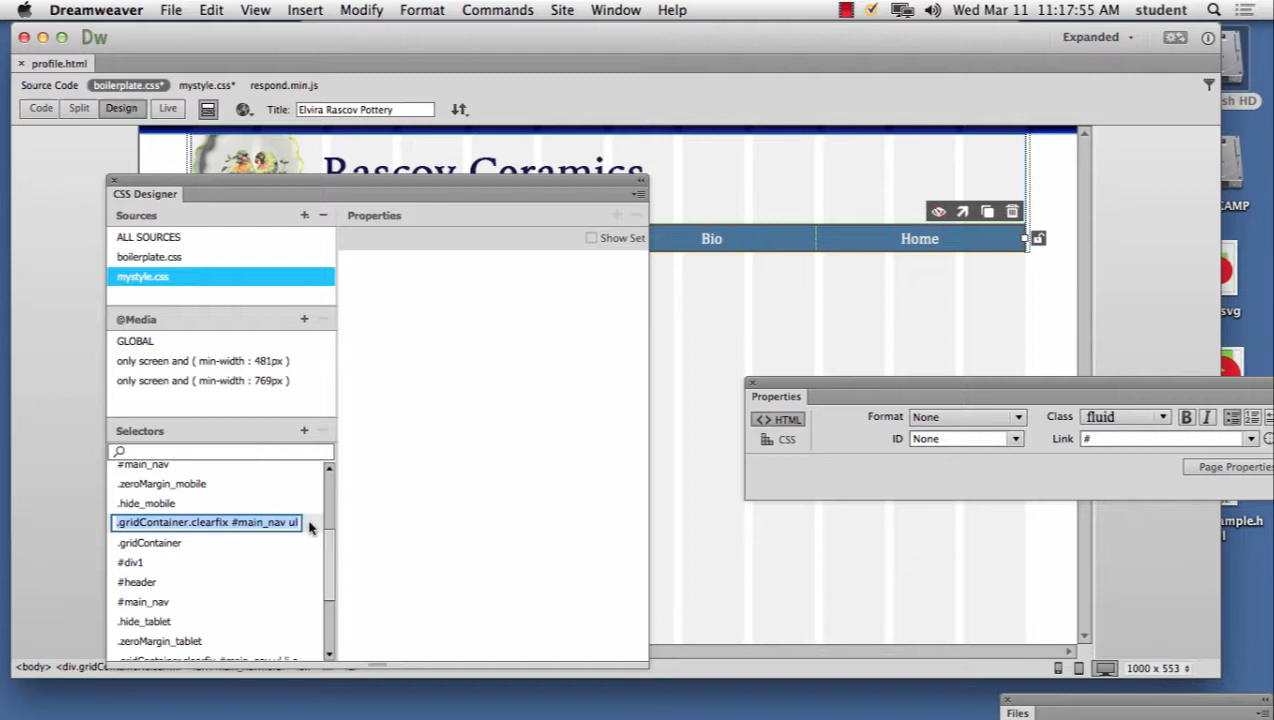 Dreamweaver File Edit View Insert Modify Format Commands Site Window Help Wed Mar 11 11:17:55 AM student
Dw Expanded
profile.html
Source Code boilerplate.css* mystyle.css* respond.min.js
Code Split Design Live Title: Elvira Rascov Pottery
sh HD
Rascov Ceramics
CSS Designer
Sources Properties
ALL SOURCES Show Set
Bio Home
boilerplate.css
mystyle.css
@Media
GLOBAL
only screen and ( min-width : 481px )
only screen and ( min-width : 769px )
Selectors
#main_nav
.zeroMargin_mobile
.hide_mobile
.gridContainer.clearfix #main_nav ul
.gridContainer
#div1
#header
#main_nav
.hide_tablet
.zeroMargin_tablet
CAMP
svg
Properties
<> HTML Format None Class fluid B I
CSS ID None Link #
Page Properties
ample.h
<body> 1000 x 553
Files